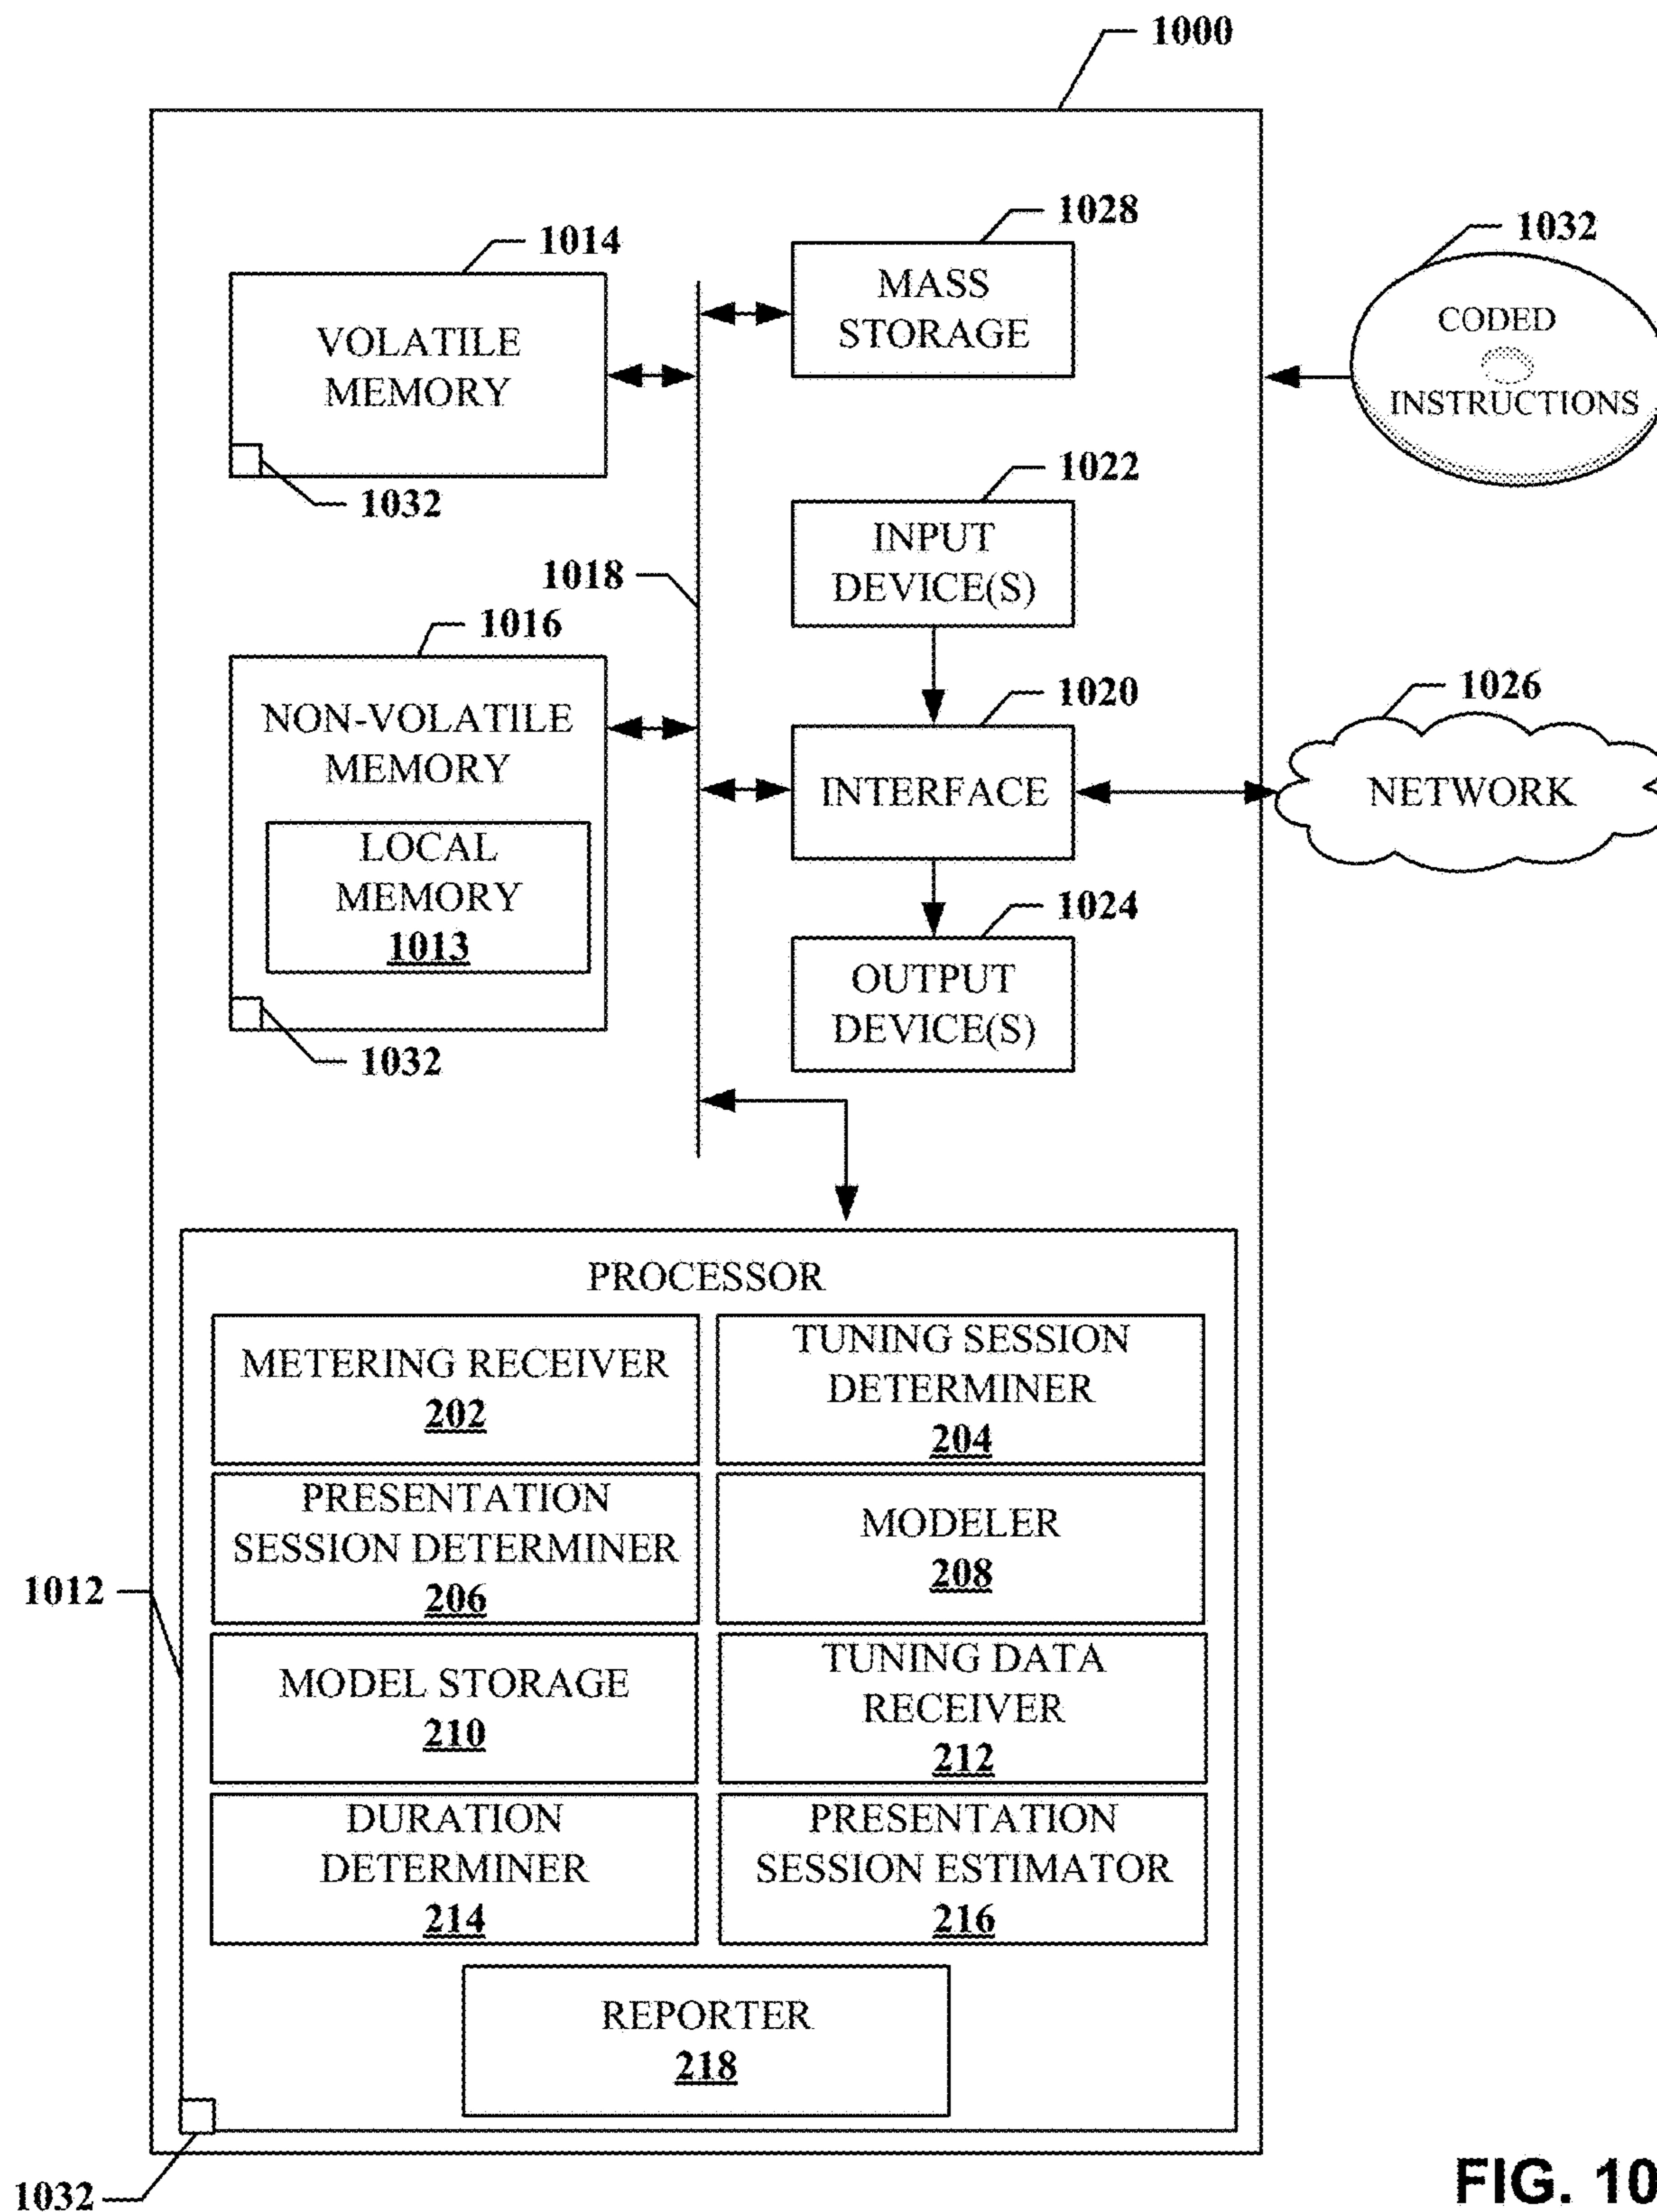 1000
1028
MASS
STORAGE
1014
VOLATILE
MEMORY
1032
1032
CODED
INSTRUCTIONS
1022
INPUT
DEVICE(S)
1018
1016
NON-VOLATILE
MEMORY
LOCAL
MEMORY
1013
1032
1020
INTERFACE
1026
NETWORK
1024
OUTPUT
DEVICE(S)
PROCESSOR
METERING RECEIVER
202
TUNING SESSION
DETERMINER
204
PRESENTATION
SESSION DETERMINER
206
MODELER
208
1012
MODEL STORAGE
210
TUNING DATA
RECEIVER
212
DURATION
DETERMINER
214
PRESENTATION
SESSION ESTIMATOR
216
REPORTER
218
1032
FIG. 10